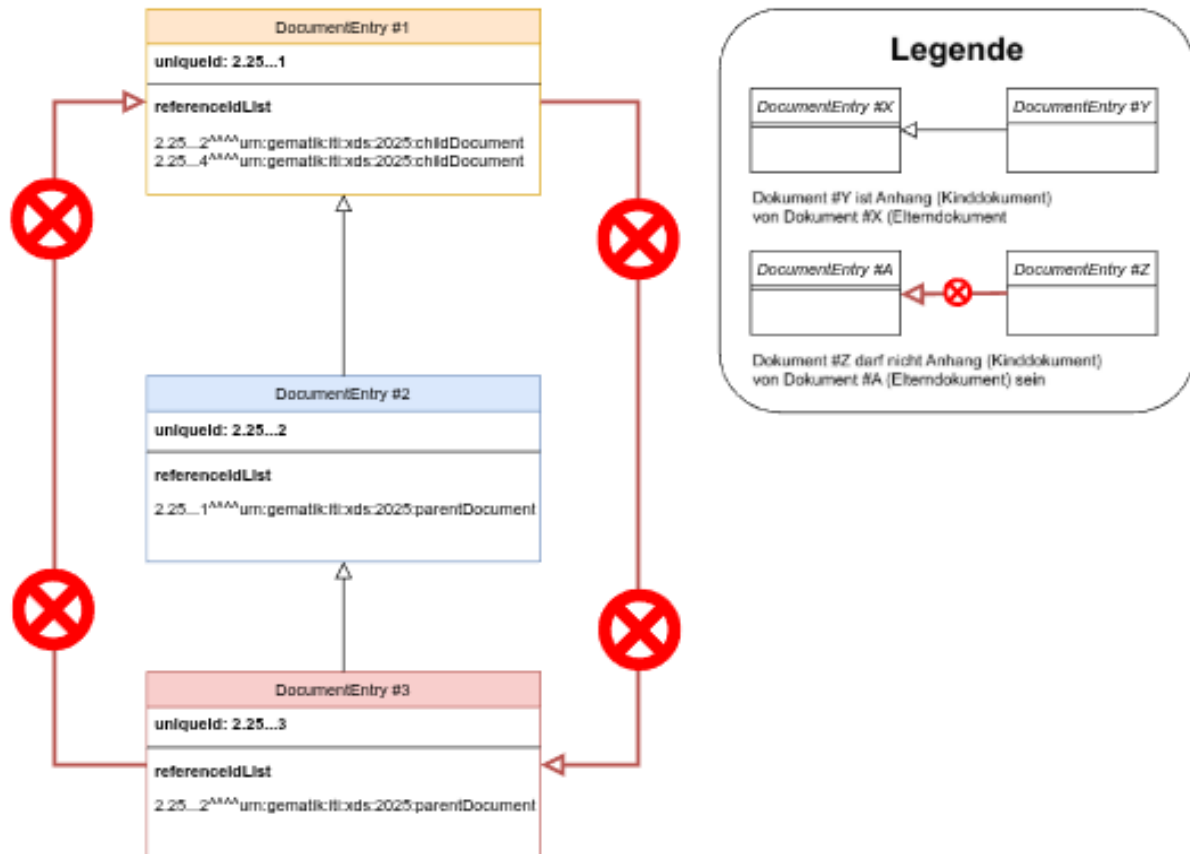 DocumentEntry #1
uniqueId: 2.25...1
referenceIdList
2.25...2^^^^urn:gematik:iti:xds:2025:childDocument
2.25...4^^^^urn:gematik:iti:xds:2025:childDocument
DocumentEntry #2
uniqueId: 2.25...2
referenceIdList
2.25...1^^^^urn:gematik:iti:xds:2025:parentDocument
DocumentEntry #3
uniqueId: 2.25...3
referenceIdList
2.25...2^^^^urn:gematik:iti:xds:2025:parentDocument
Legende
DocumentEntry #X
DocumentEntry #Y
Dokument #Y ist Anhang (Kinddokument)
von Dokument #X (Elterndokument
DocumentEntry #A
DocumentEntry #Z
Dokument #Z darf nicht Anhang (Kinddokument)
von Dokument #A (Elterndokument) sein